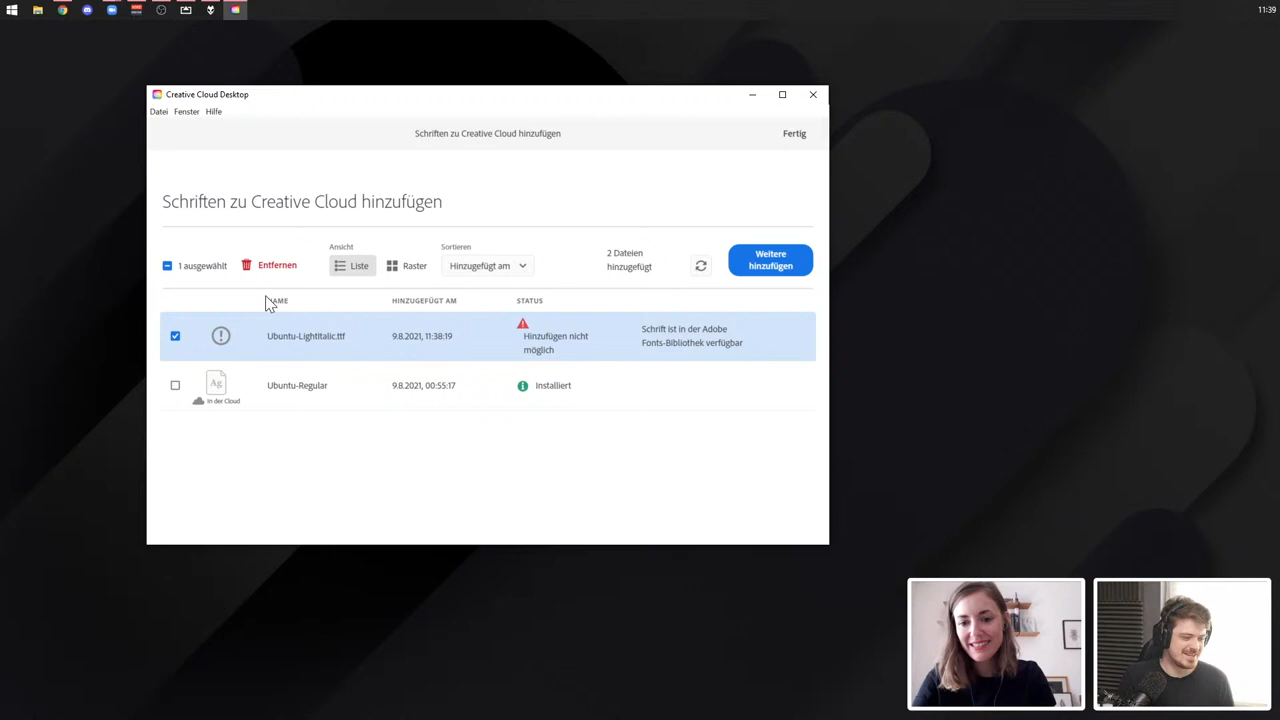 11:39
Creative Cloud Desktop
Datei Fenster Hilfe
Schriften zu Creative Cloud hinzufügen
Fertig
Schriften zu Creative Cloud hinzufügen
1 ausgewählt
Entfernen
Ansicht
Liste
Raster
Sortieren
Hinzugefügt am
2 Dateien
hinzugefügt
Weitere
hinzufügen
NAME HINZUGEFÜGT AM STATUS
Ubuntu-LightItalic.ttf
9.8.2021, 11:38:19
Hinzufügen nicht
möglich
Schrift ist in der Adobe
Fonts-Bibliothek verfügbar
Ag
In der Cloud
Ubuntu-Regular
9.8.2021, 00:55:17
Installiert